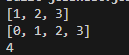 [1, 2, 3]
[0, 1, 2, 3]
4